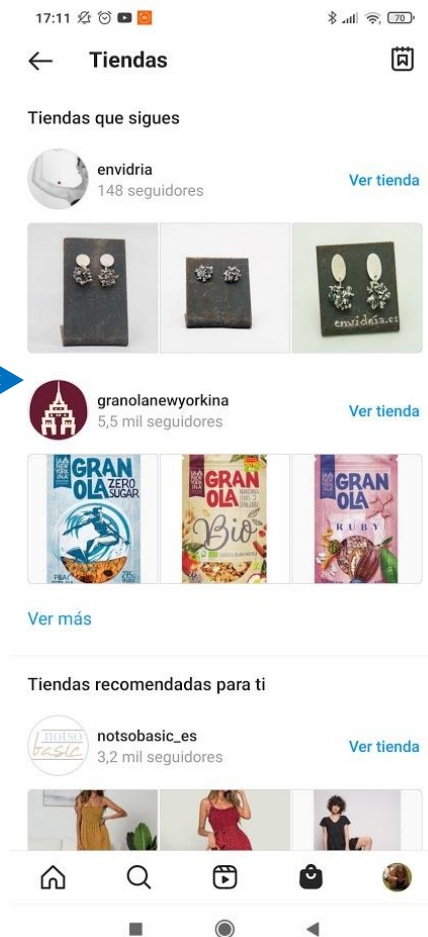 17:11
70
Tiendas
Tiendas que sigues
envidria
148 seguidores
Ver tienda
envidria.es
granolanewyorkina
5,5 mil seguidores
Ver tienda
GRAN
OLA
ZERO
SUGAR
GRAN
OLA
Bio
GRAN
OLA
RUBY
Ver más
Tiendas recomendadas para ti
notso
basic
notsobasic_es
3,2 mil seguidores
Ver tienda